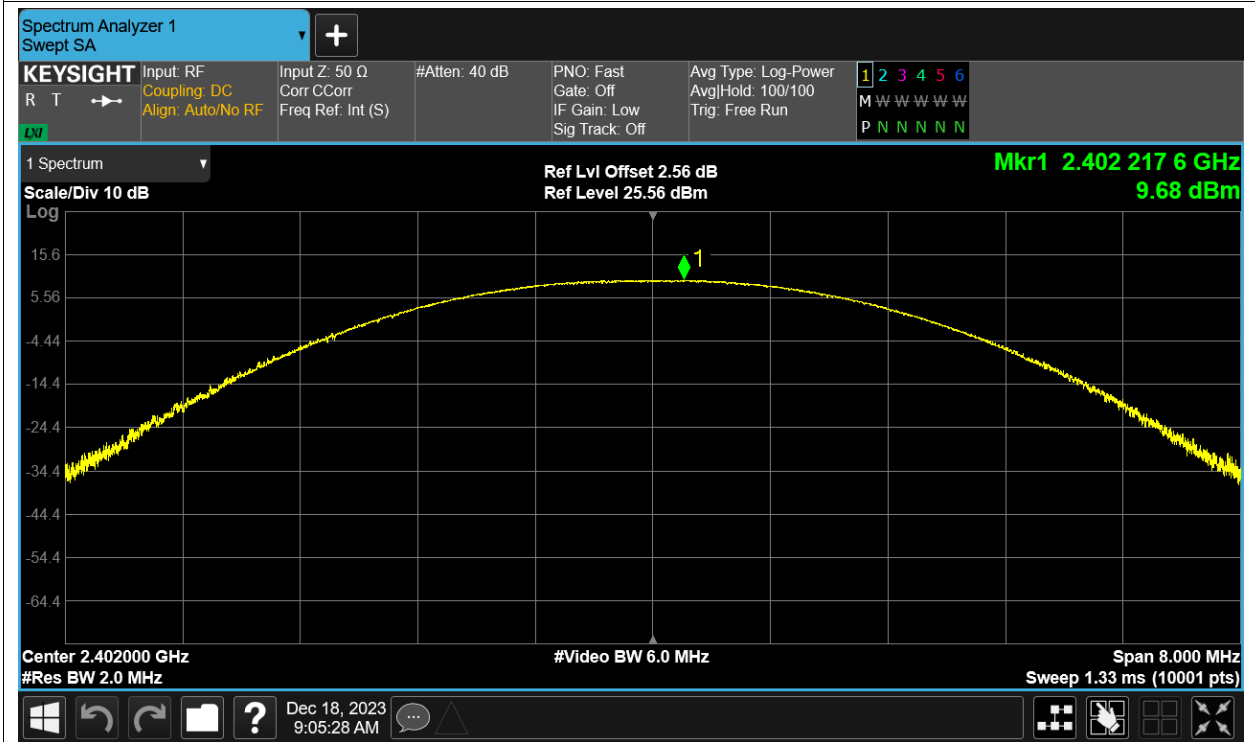 Spectrum Analyzer 1
Swept SA
KEYSIGHT
R T
LXI
Input: RF
Coupling: DC
Align: Auto/No RF
Input Z: 50 Ω
Corr CCorr
Freq Ref: Int (S)
#Atten: 40 dB
PNO: Fast
Gate: Off
IF Gain: Low
Sig Track: Off
Avg Type: Log-Power
Avg|Hold: 100/100
Trig: Free Run
1 2 3 4 5 6
M W W W W W
P N N N N N
1 Spectrum
Scale/Div 10 dB
Log
Ref Lvl Offset 2.56 dB
Ref Level 25.56 dBm
Mkr1 2.402 217 6 GHz
9.68 dBm
1
15.6
5.56
-4.44
-14.4
-24.4
-34.4
-44.4
-54.4
-64.4
Center 2.402000 GHz
#Res BW 2.0 MHz
#Video BW 6.0 MHz
Span 8.000 MHz
Sweep 1.33 ms (10001 pts)
?
Dec 18, 2023
9:05:28 AM